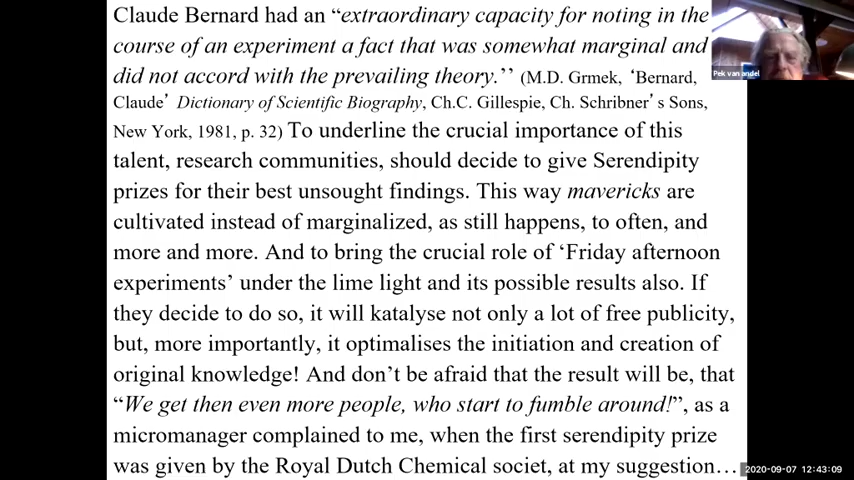 Claude Bernard had an “extraordinary capacity for noting in the
course of an experiment a fact that was somewhat marginal and
did not accord with the prevailing theory.’’ (M.D. Grmek, ‘Bernard,
Claude’ Dictionary of Scientific Biography, Ch.C. Gillespie, Ch. Schribner’s Sons,
New York, 1981, p. 32) To underline the crucial importance of this
talent, research communities, should decide to give Serendipity
prizes for their best unsought findings. This way mavericks are
cultivated instead of marginalized, as still happens, to often, and
more and more. And to bring the crucial role of ‘Friday afternoon
experiments’ under the lime light and its possible results also. If
they decide to do so, it will katalyse not only a lot of free publicity,
but, more importantly, it optimalises the initiation and creation of
original knowledge! And don’t be afraid that the result will be, that
“We get then even more people, who start to fumble around!”, as a
micromanager complained to me, when the first serendipity prize
was given by the Royal Dutch Chemical societ, at my suggestion…
Pek van andel
2020-09-07 12:43:09